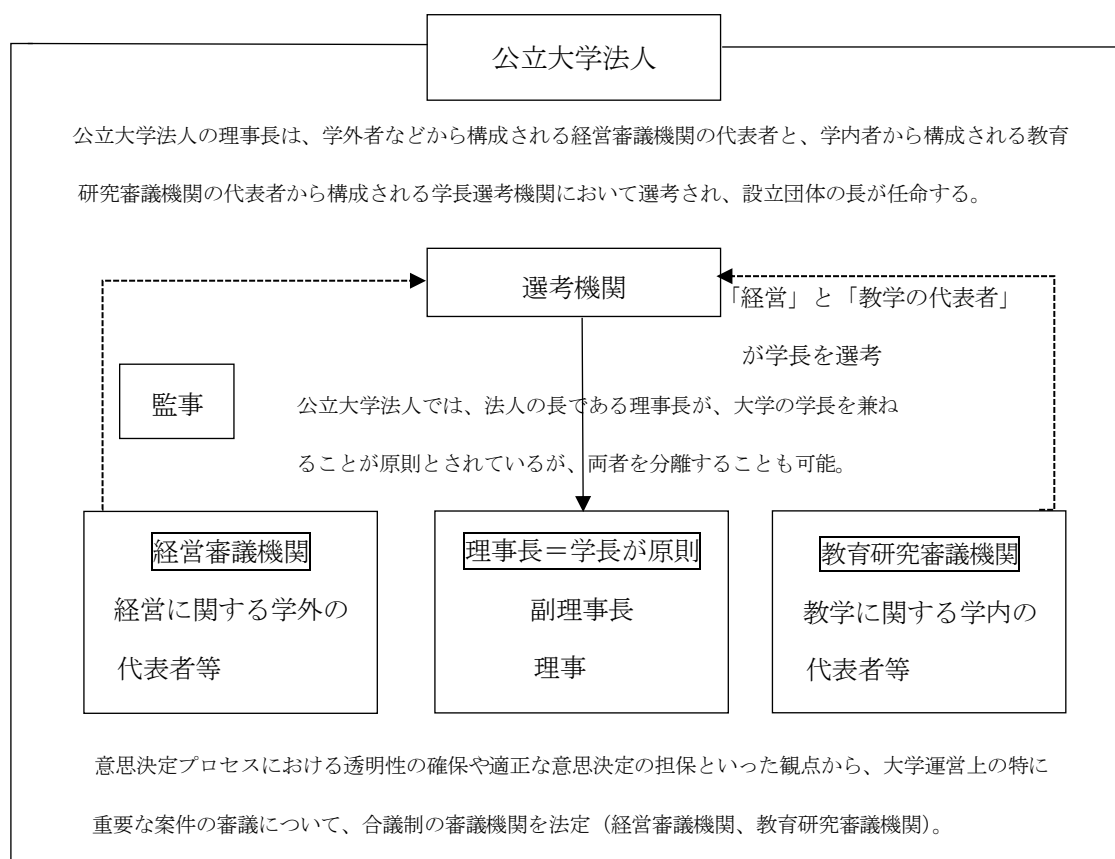 公立大学法人
公立大学法人の理事長は、学外者などから構成される経営審議機関の代表者と、学内者から構成される教育
研究審議機関の代表者から構成される学長選考機関において選考され、設立団体の長が任命する。
選考機関
「経営」と「教学の代表者」
が学長を選考
監事
公立大学法人では、法人の長である理事長が、大学の学長を兼ね
ることが原則とされているが、両者を分離することも可能。
経営審議機関
経営に関する学外の
代表者等
理事長＝学長が原則
副理事長
理事
教育研究審議機関
教学に関する学内の
代表者等
意思決定プロセスにおける透明性の確保や適正な意思決定の担保といった観点から、大学運営上の特に
重要な案件の審議について、合議制の審議機関を法定（経営審議機関、教育研究審議機関）。